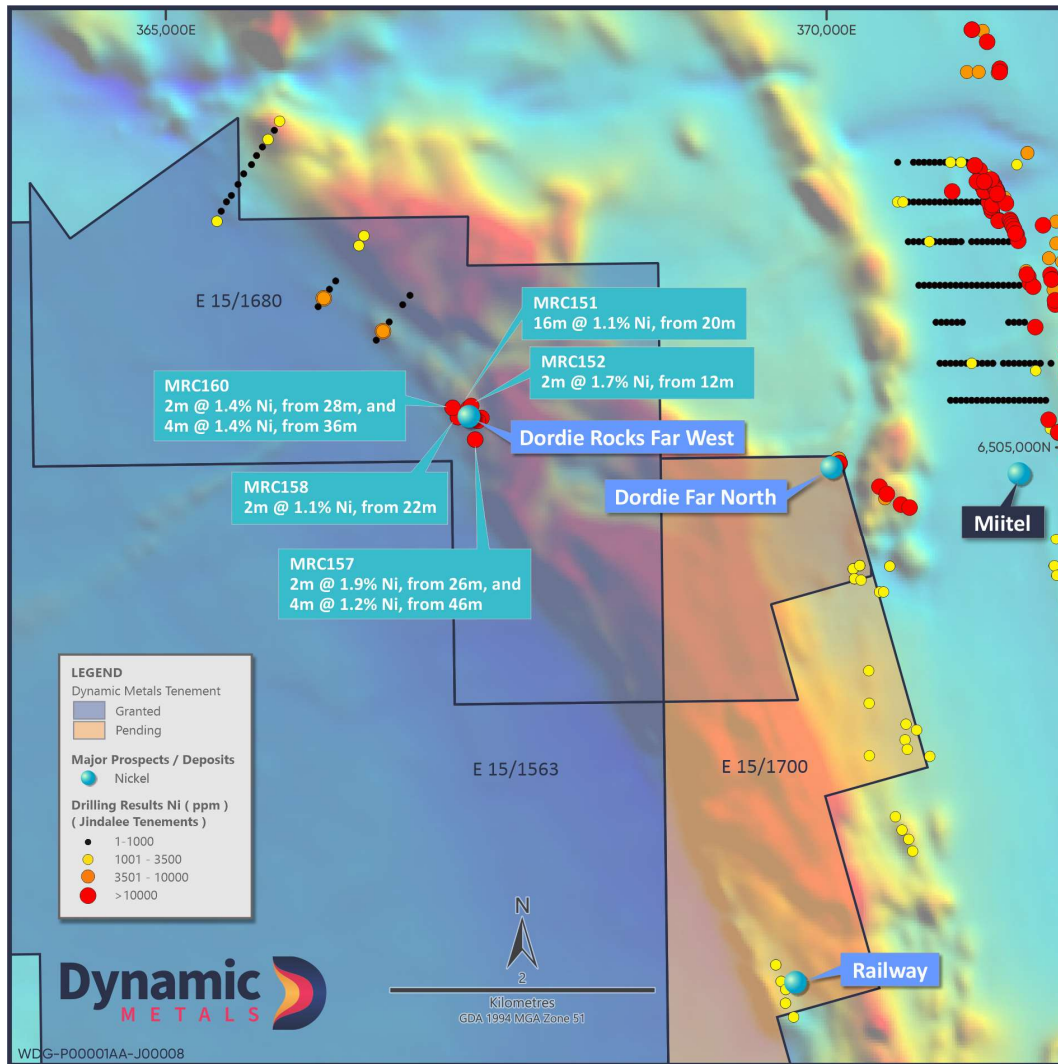 365,000E
370,000E
E 15/1680
MRC151
16m @ 1.1% Ni, from 20m
MRC152
2m @ 1.7% Ni, from 12m
MRC160
2m @ 1.4% Ni, from 28m, and
4m @ 1.4% Ni, from 36m
Dordie Rocks Far West
6,505,000N
Dordie Far North
MRC158
2m @ 1.1% Ni, from 22m
Miitel
MRC157
2m @ 1.9% Ni, from 26m, and
4m @ 1.2% Ni, from 46m
LEGEND
Dynamic Metals Tenement
Granted
Pending
Major Prospects / Deposits
Nickel
Drilling Results Ni ( ppm )
( Jindalee Tenements )
1-1000
1001 - 3500
3501 - 10000
>10000
E 15/1563
E 15/1700
N
2
Kilometres
GDA 1994 MGA Zone 51
Railway
Dynamic
METALS
WDG-P00001AA-J00008